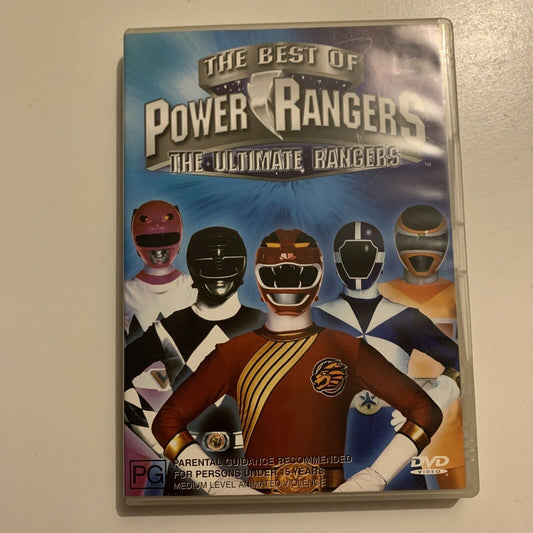 THE BEST OF
POWER RANGERS
THE ULTIMATE RANGERS
TM
PG
PARENTAL GUIDANCE RECOMMENDED
FOR PERSONS UNDER 15 YEARS
MEDIUM LEVEL ANIMATED VIOLENCE
DVD
VIDEO